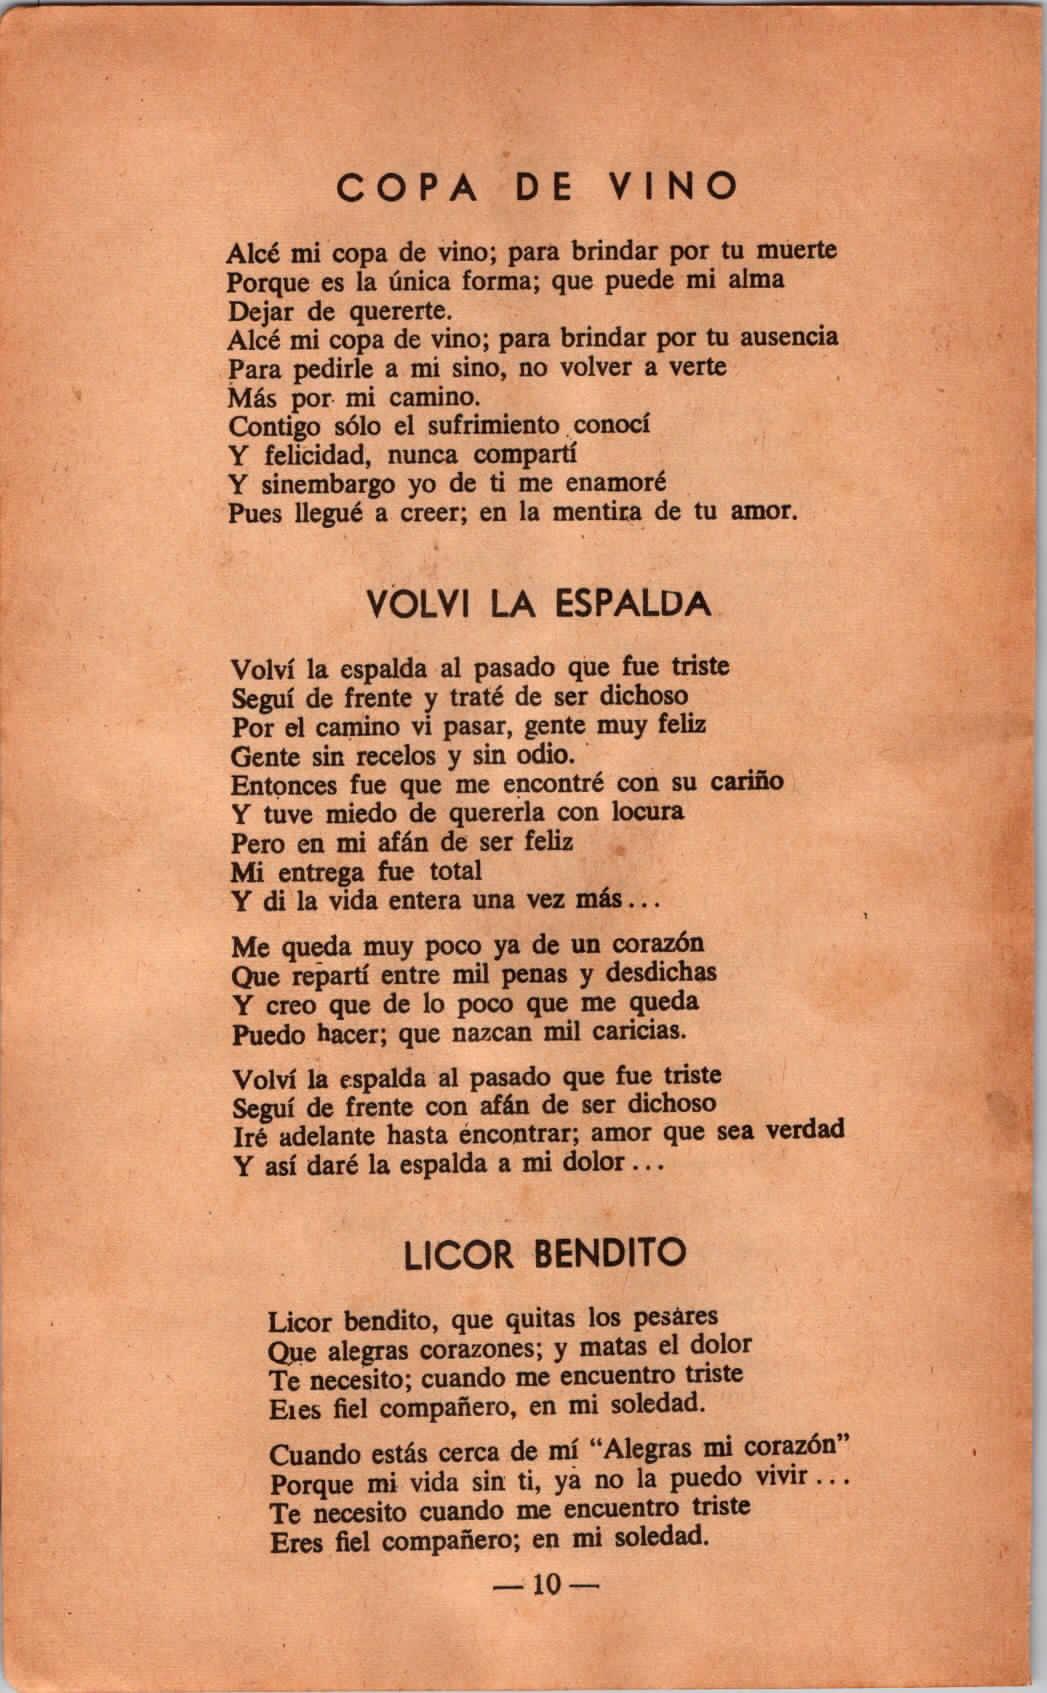 COPA DE VINO
Alcé mi copa de vino; para brindar por tu muerte
Porque es la única forma; que puede mi alma
Dejar de quererte.
Alcé mi copa de vino; para brindar por tu ausencia
Para pedirle a mi sino, no volver a verte
Más por mi camino.
Contigo sólo el sufrimiento conocí
Y felicidad, nunca compartí
Y sinembargo yo de ti me enamoré
Pues llegué a creer; en la mentira de tu amor.
VOLVI LA ESPALDA
Volví la espalda al pasado que fue triste
Seguí de frente y traté de ser dichoso
Por el camino vi pasar, gente muy feliz
Gente sin recelos y sin odio.
Entonces fue que me encontré con su cariño
Y tuve miedo de quererla con locura
Pero en mi afán de ser feliz
Mi entrega fue total
Y di la vida entera una vez más...
Me queda muy poco ya de un corazón
Que repartí entre mil penas y desdichas
Y creo que de lo poco que me queda
Puedo hacer; que nazcan mil caricias.
Volví la espalda al pasado que fue triste
Seguí de frente con afán de ser dichoso
Iré adelante hasta encontrar; amor que sea verdad
Y así daré la espalda a mi dolor...
LICOR BENDITO
Licor bendito, que quitas los pesares
Que alegras corazones; y matas el dolor
Te necesito; cuando me encuentro triste
Eres fiel compañero, en mi soledad.
Cuando estás cerca de mí “Alegras mi corazón”
Porque mi vida sin ti, ya no la puedo vivir...
Te necesito cuando me encuentro triste
Eres fiel compañero; en mi soledad.
— 10 —